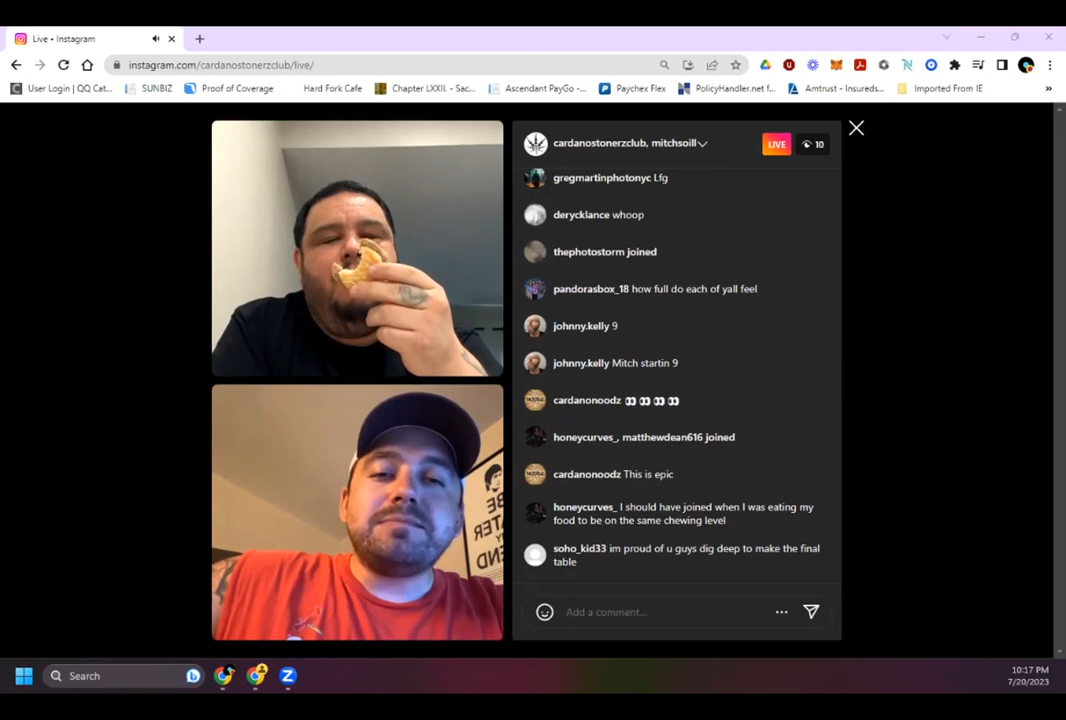 Live • Instagram
instagram.com/cardanostonerzclub/live/
User Login | QQ Cat...
SUNBIZ
Proof of Coverage
Hard Fork Cafe
Chapter LXXII. - Sac...
Ascendant PayGo -...
Paychex Flex
PolicyHandler.net f...
Amtrust - Insureds...
Imported From IE
»
cardanostonerzclub, mitchsoill
LIVE
10
gregmartinphotonyc Lfg
derycklance whoop
thephotostorm joined
pandorasbox_18 how full do each of yall feel
johnny.kelly 9
johnny.kelly Mitch startin 9
cardanonoodz 👀 👀 👀 👀
honeycurves_, matthewdean616 joined
cardanonoodz This is epic
honeycurves_ I should have joined when I was eating my
food to be on the same chewing level
soho_kid33 im proud of u guys dig deep to make the final
table
Add a comment...
BE
Search
10:17 PM
7/20/2023